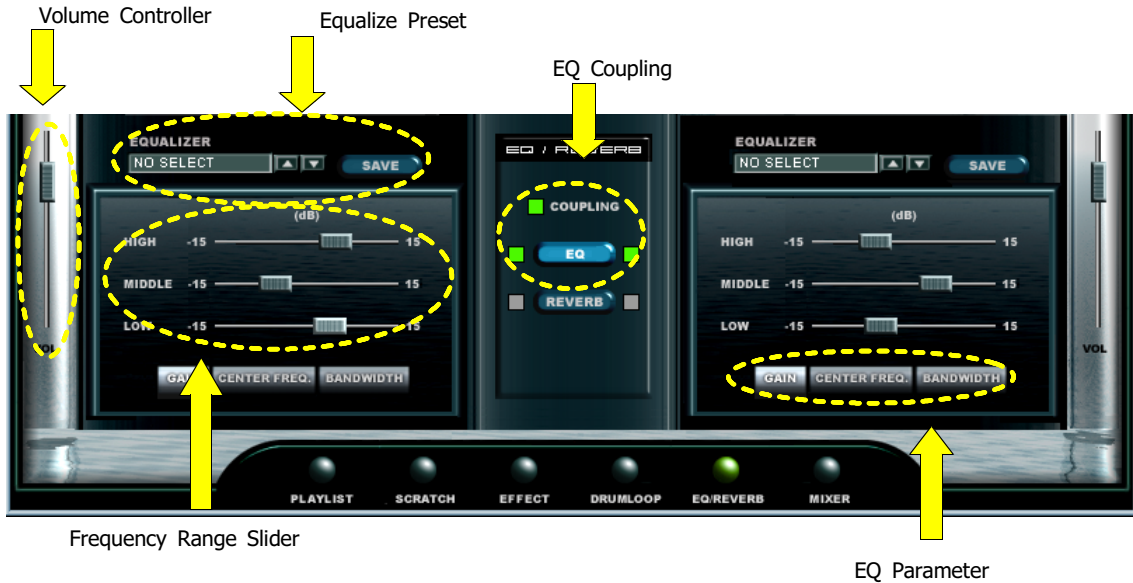 Volume Controller
Equalize Preset
EQ Coupling
EQUALIZER
NO SELECT
SAVE
(dB)
HIGH -15 15
MIDDLE -15 15
LOW -15 15
GAIN CENTER FREQ. BANDWIDTH
VOL
EQ / REVERB
COUPLING
EQ
REVERB
EQUALIZER
NO SELECT
SAVE
(dB)
HIGH -15 15
MIDDLE -15 15
LOW -15 15
GAIN CENTER FREQ. BANDWIDTH
VOL
PLAYLIST SCRATCH EFFECT DRUMLOOP EQ/REVERB MIXER
Frequency Range Slider
EQ Parameter